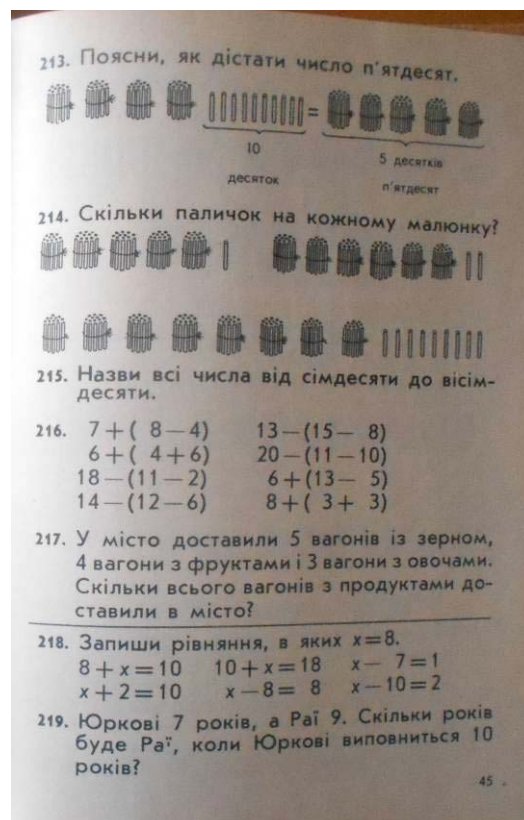 213. Поясни, як дістати число п'ятдесят.
=
10
десяток
5 десятків
п'ятдесят
214. Скільки паличок на кожному малюнку?
215. Назви всі числа від сімдесяти до вісім-
десяти.
216. 7+( 8−4) 13−(15− 8)
6+( 4+6) 20−(11−10)
18−(11−2) 6+(13− 5)
14−(12−6) 8+( 3+ 3)
217. У місто доставили 5 вагонів із зерном,
4 вагони з фруктами і 3 вагони з овочами.
Скільки всього вагонів з продуктами до-
ставили в місто?
218. Запиши рівняння, в яких x=8.
8+x=10 10+x=18 x− 7=1
x+2=10 x−8= 8 x−10=2
219. Юркові 7 років, а Раї 9. Скільки років
буде Раї, коли Юркові виповниться 10
років?
45